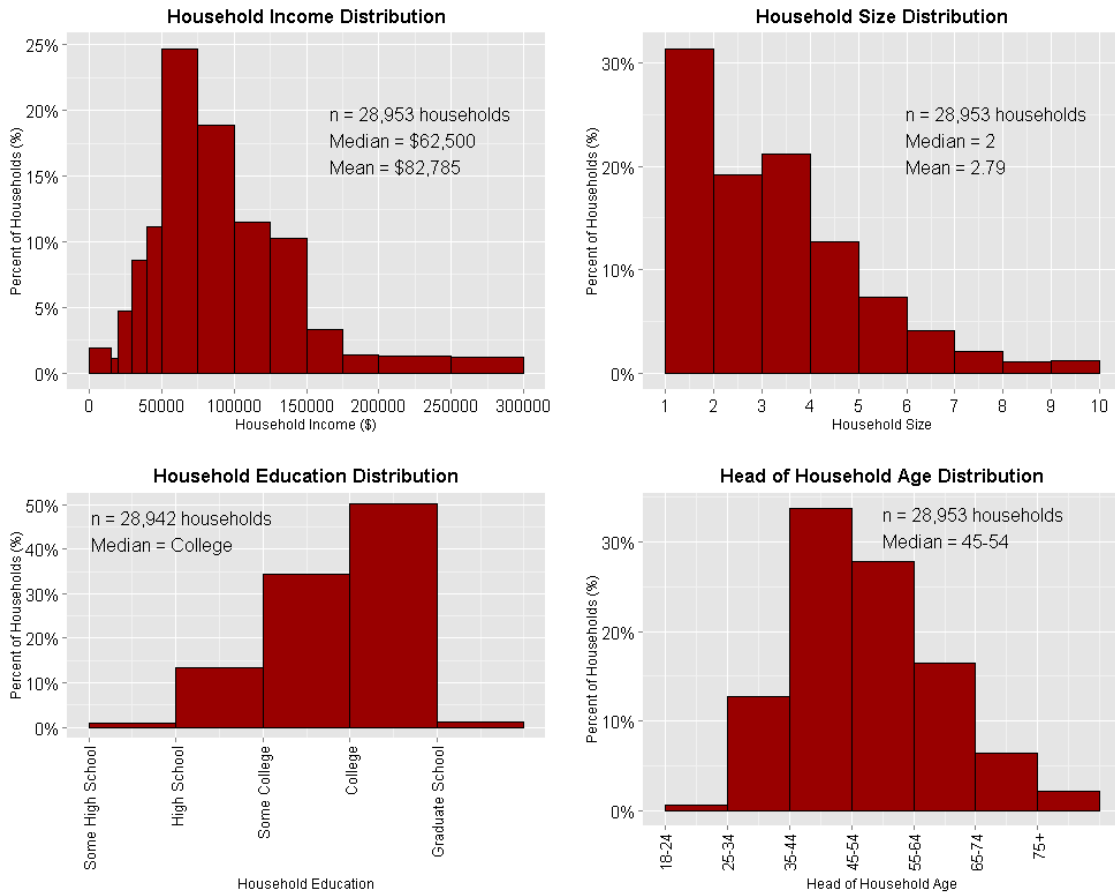 Household Income Distribution
Percent of Households (%)
25%
20%
15%
10%
5%
0%
n = 28,953 households
Median = $62,500
Mean = $82,785
0 50000 100000 150000 200000 250000 300000
Household Income ($)
Household Size Distribution
Percent of Households (%)
30%
20%
10%
0%
n = 28,953 households
Median = 2
Mean = 2.79
1 2 3 4 5 6 7 8 9 10
Household Size
Household Education Distribution
Percent of Households (%)
50%
40%
30%
20%
10%
0%
n = 28,942 households
Median = College
Some High School
High School
Some College
College
Graduate School
Household Education
Head of Household Age Distribution
Percent of Households (%)
30%
20%
10%
0%
n = 28,953 households
Median = 45-54
18-24
25-34
35-44
45-54
55-64
65-74
75+
Head of Household Age